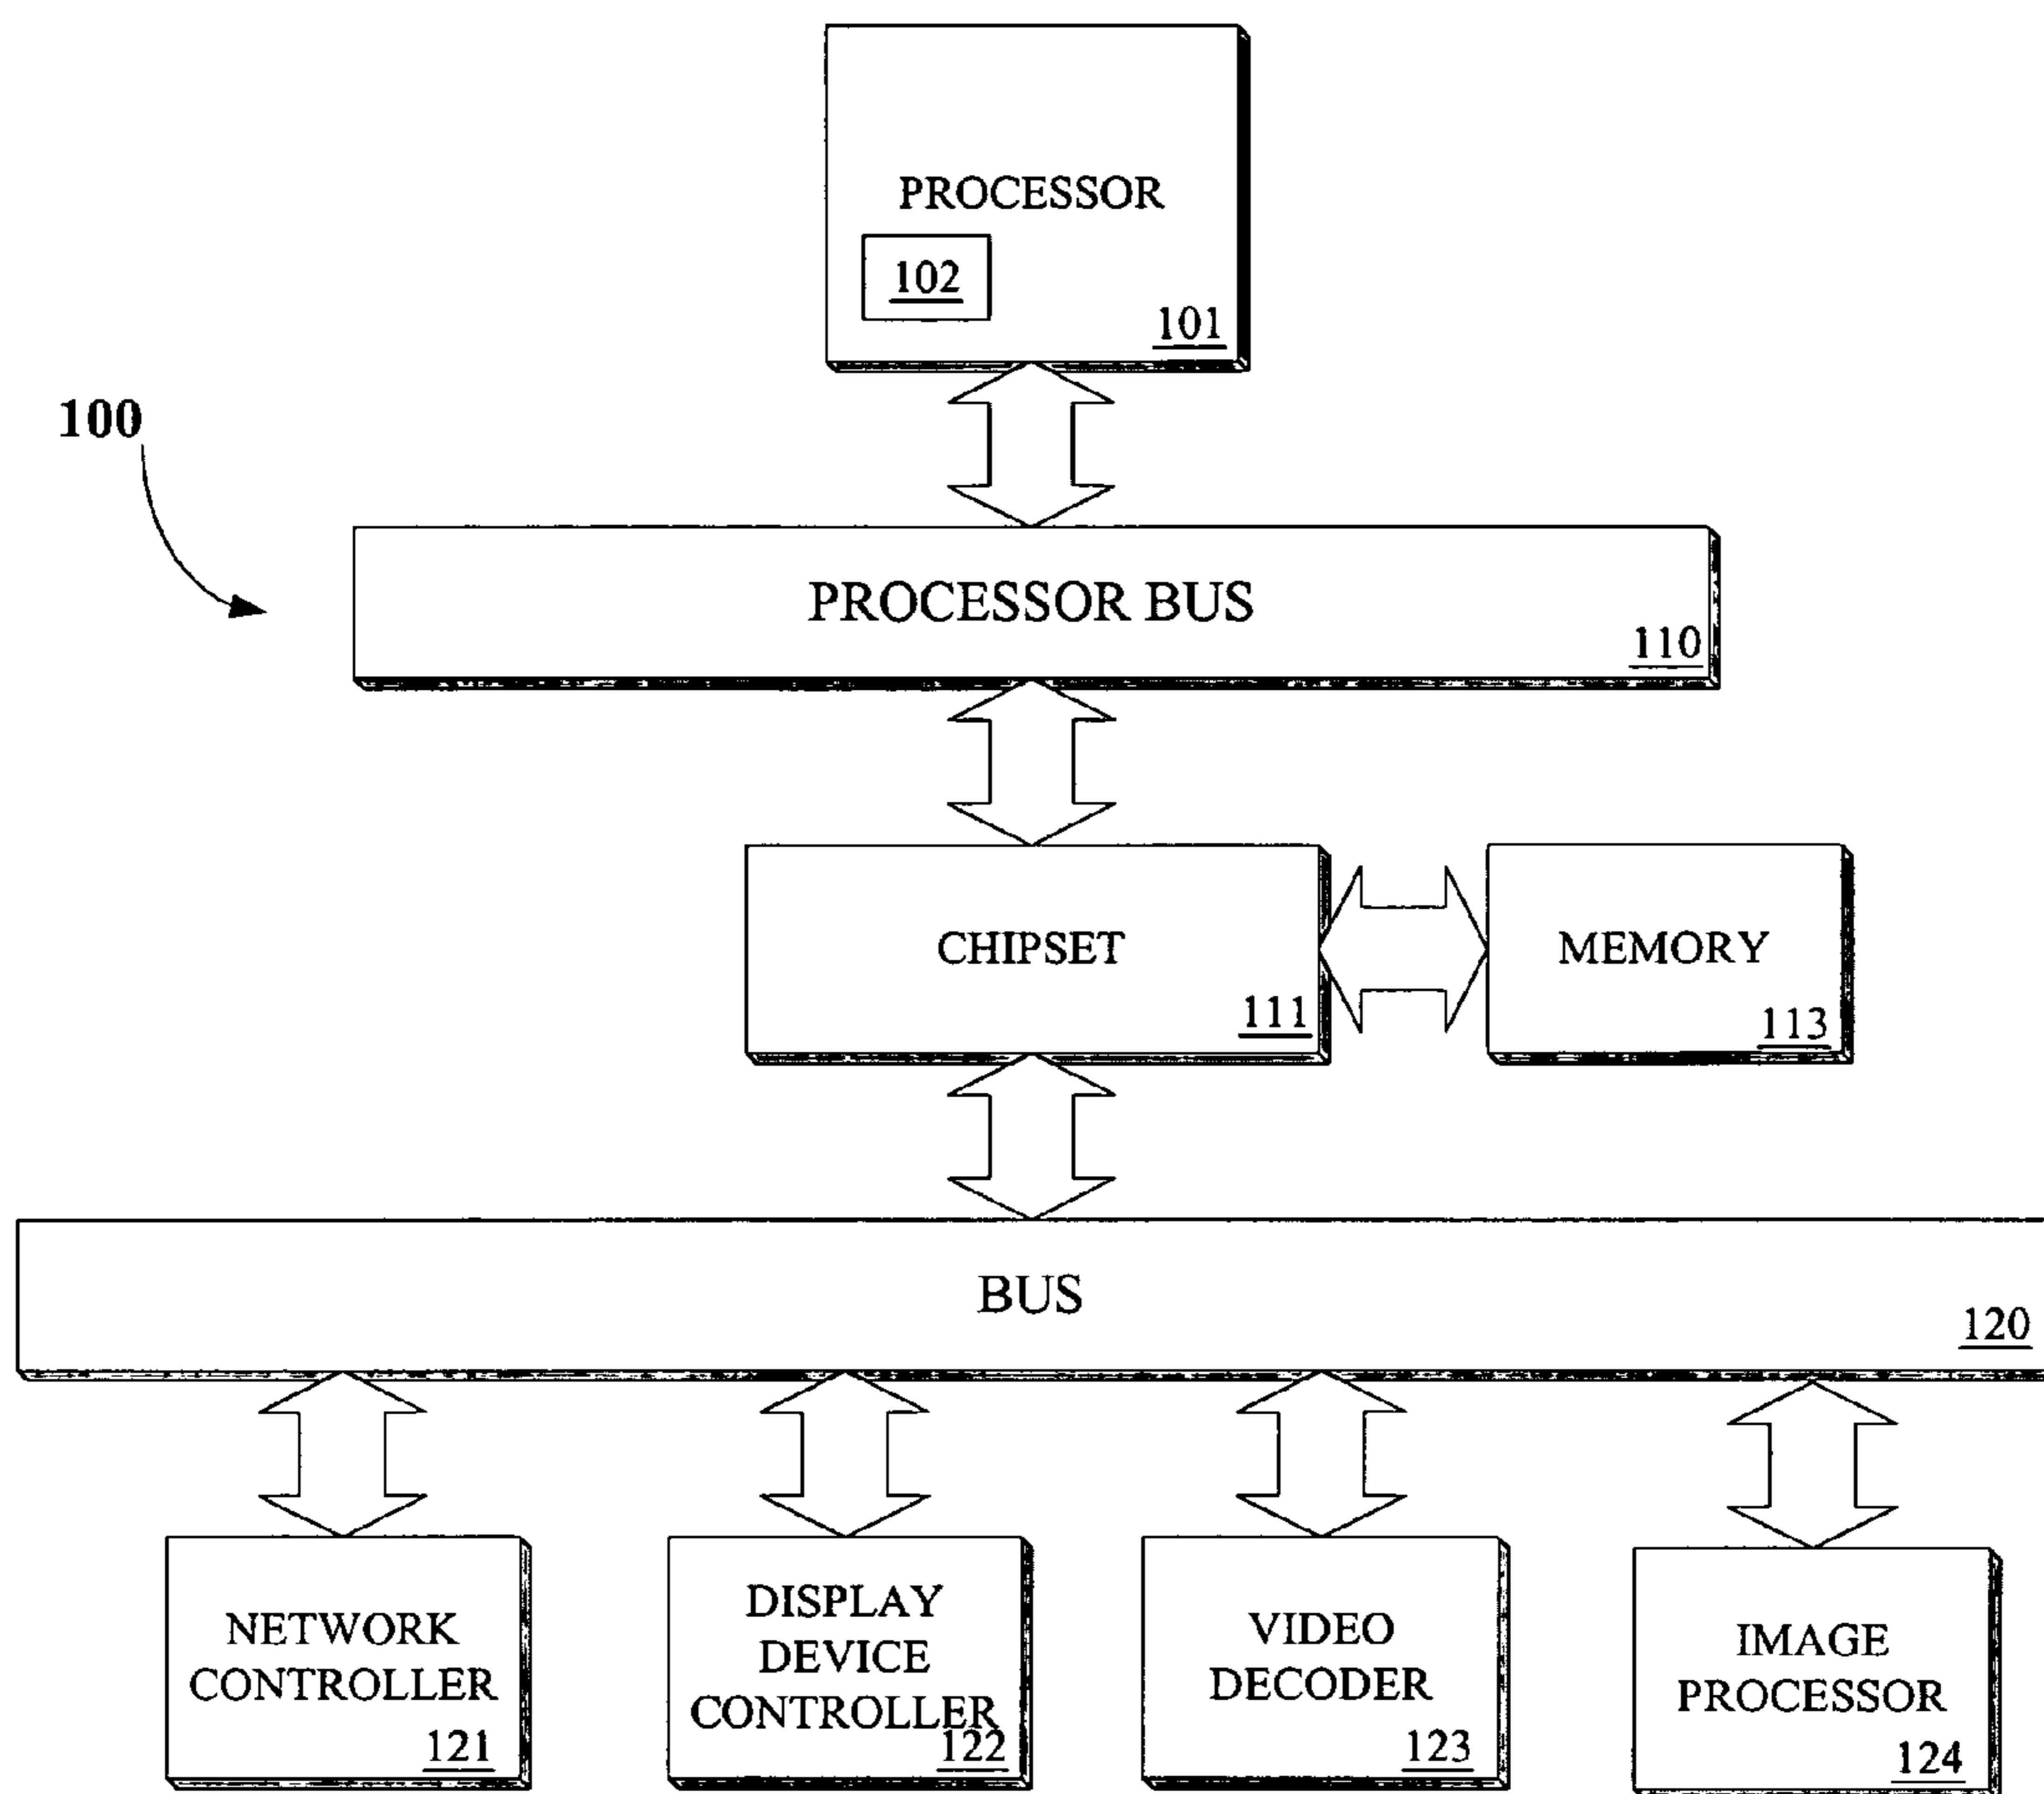 PROCESSOR
102
101
100
PROCESSOR BUS
110
CHIPSET
111
MEMORY
113
BUS
120
NETWORK
CONTROLLER
121
DISPLAY
DEVICE
CONTROLLER
122
VIDEO
DECODER
123
IMAGE
PROCESSOR
124